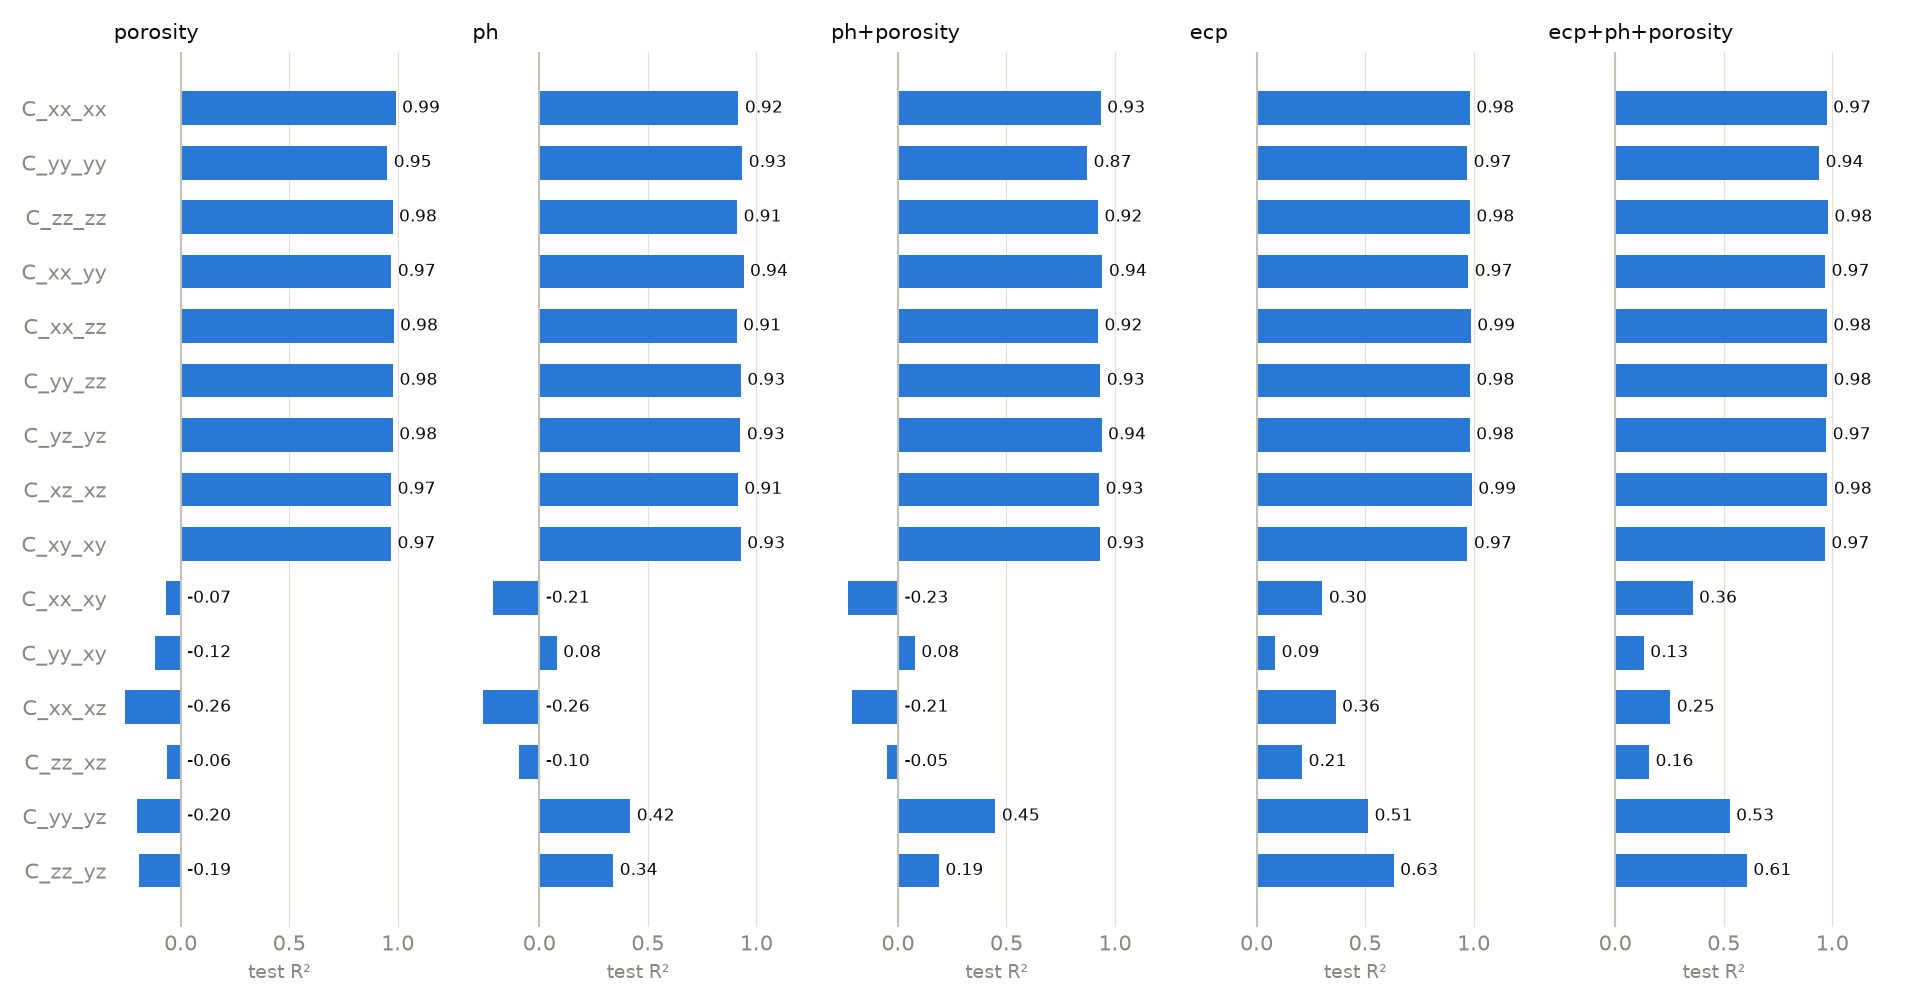 porosity ph ph+porosity ecp ecp+ph+porosity
C_xx_xx 0.99 0.92 0.93 0.98 0.97
C_yy_yy 0.95 0.93 0.87 0.97 0.94
C_zz_zz 0.98 0.91 0.92 0.98 0.98
C_xx_yy 0.97 0.94 0.94 0.97 0.97
C_xx_zz 0.98 0.91 0.92 0.99 0.98
C_yy_zz 0.98 0.93 0.93 0.98 0.98
C_yz_yz 0.98 0.93 0.94 0.98 0.97
C_xz_xz 0.97 0.91 0.93 0.99 0.98
C_xy_xy 0.97 0.93 0.93 0.97 0.97
C_xx_xy -0.07 -0.21 -0.23 0.30 0.36
C_yy_xy -0.12 0.08 0.08 0.09 0.13
C_xx_xz -0.26 -0.26 -0.21 0.36 0.25
C_zz_xz -0.06 -0.10 -0.05 0.21 0.16
C_yy_yz -0.20 0.42 0.45 0.51 0.53
C_zz_yz -0.19 0.34 0.19 0.63 0.61
0.0 0.5 1.0 0.0 0.5 1.0 0.0 0.5 1.0 0.0 0.5 1.0 0.0 0.5 1.0
test R² test R² test R² test R² test R²